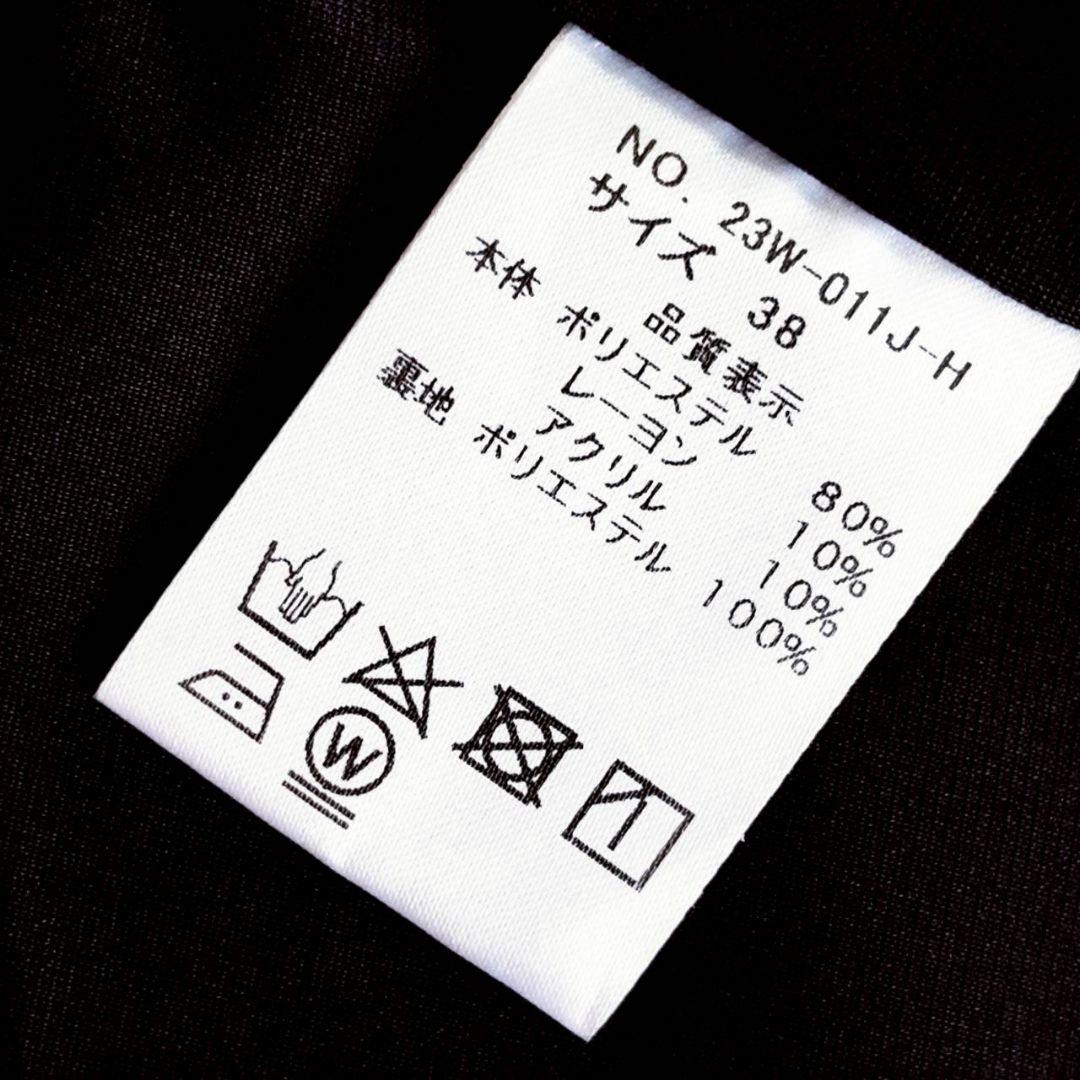 NO. 23W-011J-H
サイズ 38
品質表示
本体 ポリエステル 80%
レーヨン 10%
アクリル 10%
裏地 ポリエステル 100%
W